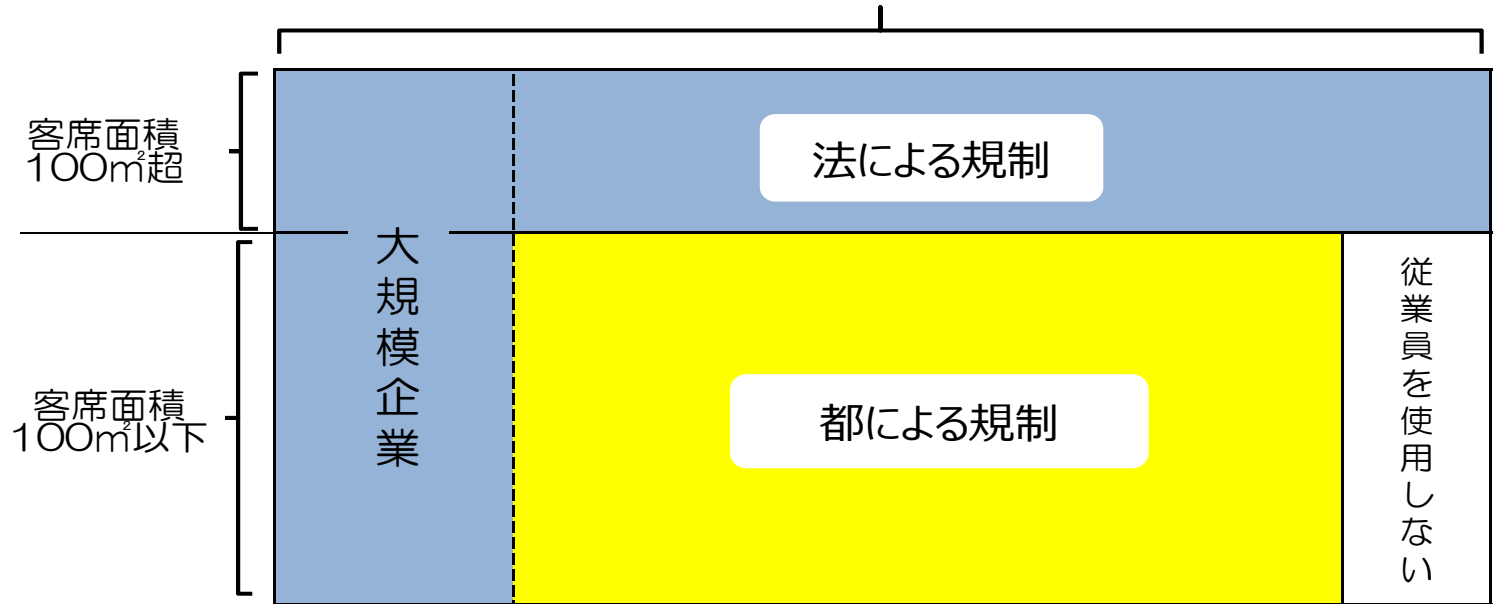 客席面積
100㎡超
法による規制
大規模企業
客席面積
100㎡以下
都による規制
従業員を使用しない